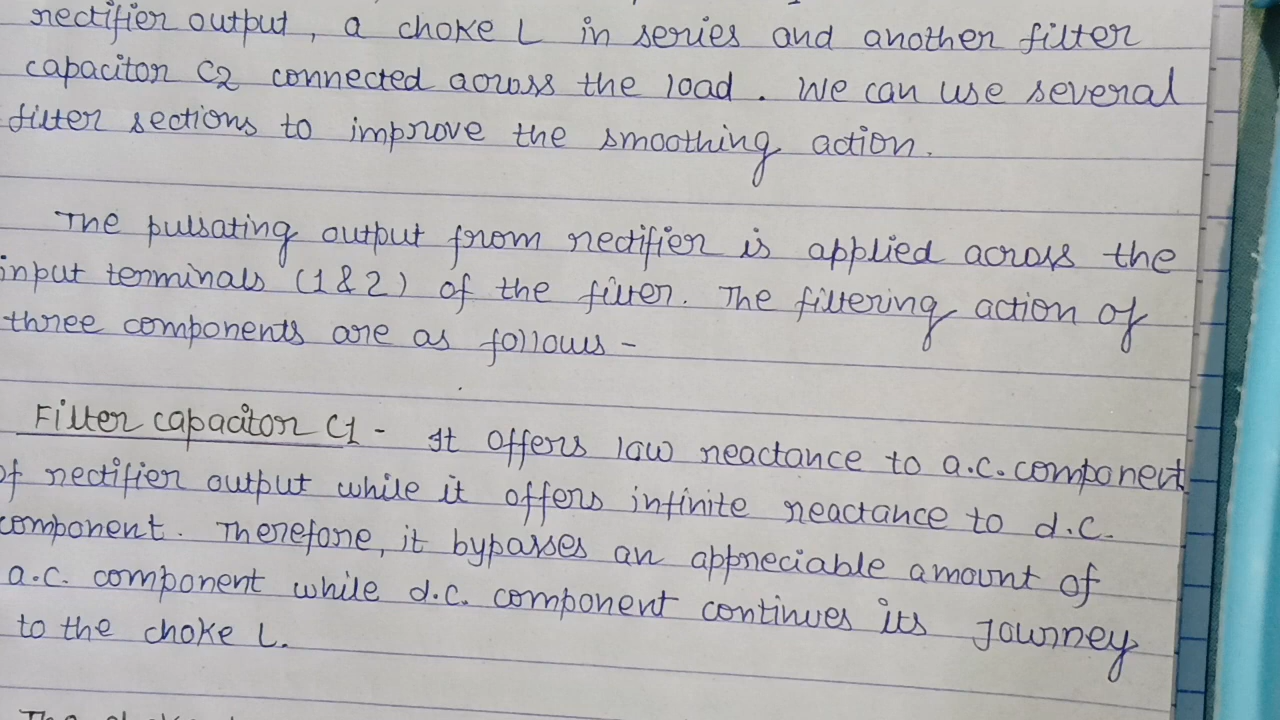 rectifier output, a choke L in series and another filter
capacitor C2 connected across the load. We can use several
filter sections to improve the smoothing action.
The pulsating output from rectifier is applied across the
input terminals (1 & 2) of the filter. The filtering action of
three components are as follows -
Filter capacitor C1 - It offers low reactance to a.c. component
of rectifier output while it offers infinite reactance to d.c.
component. Therefore, it bypasses an appreciable amount of
a.c. component while d.c. component continues its journey
to the choke L.
The